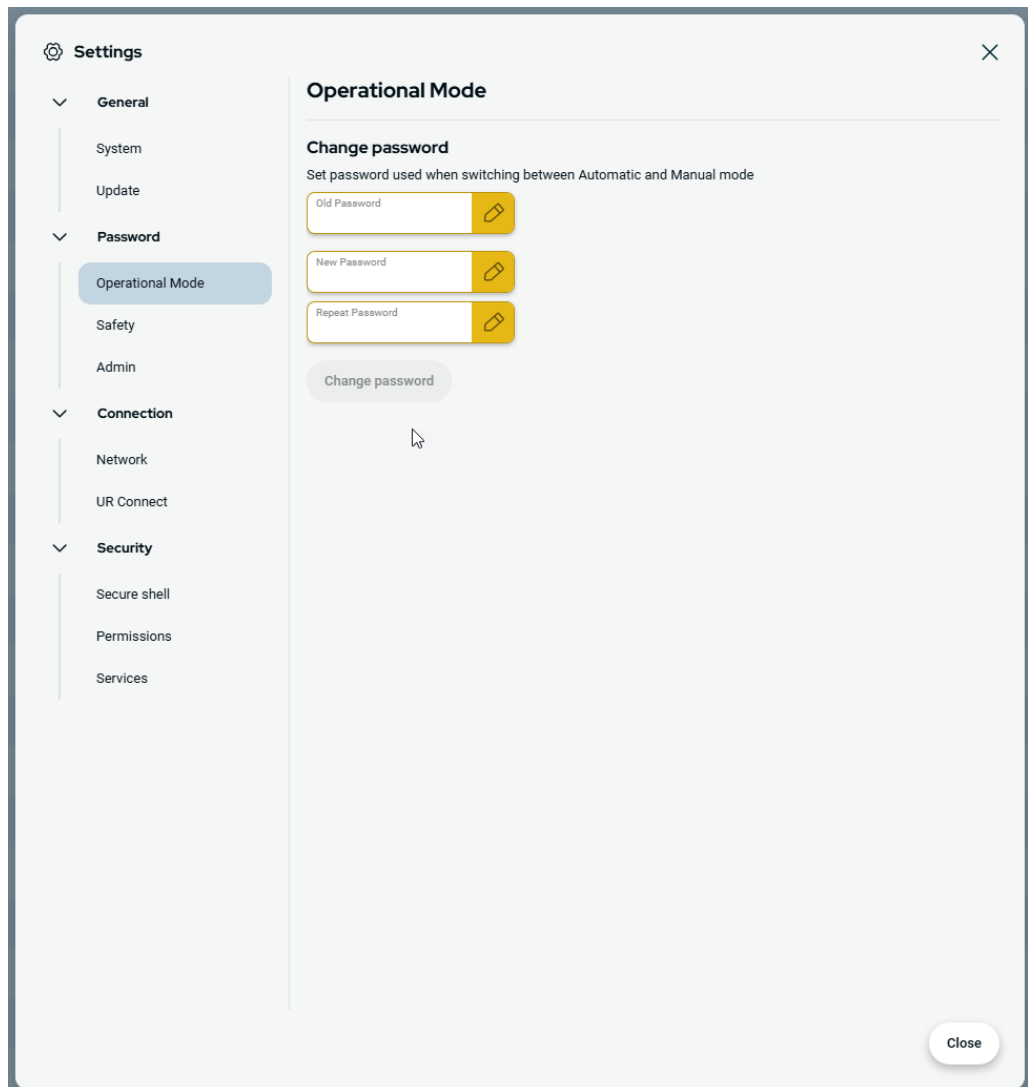 Settings
General
System
Update
Password
Operational Mode
Safety
Admin
Connection
Network
UR Connect
Security
Secure shell
Permissions
Services
Operational Mode
Change password
Set password used when switching between Automatic and Manual mode
Old Password
New Password
Repeat Password
Change password
Close